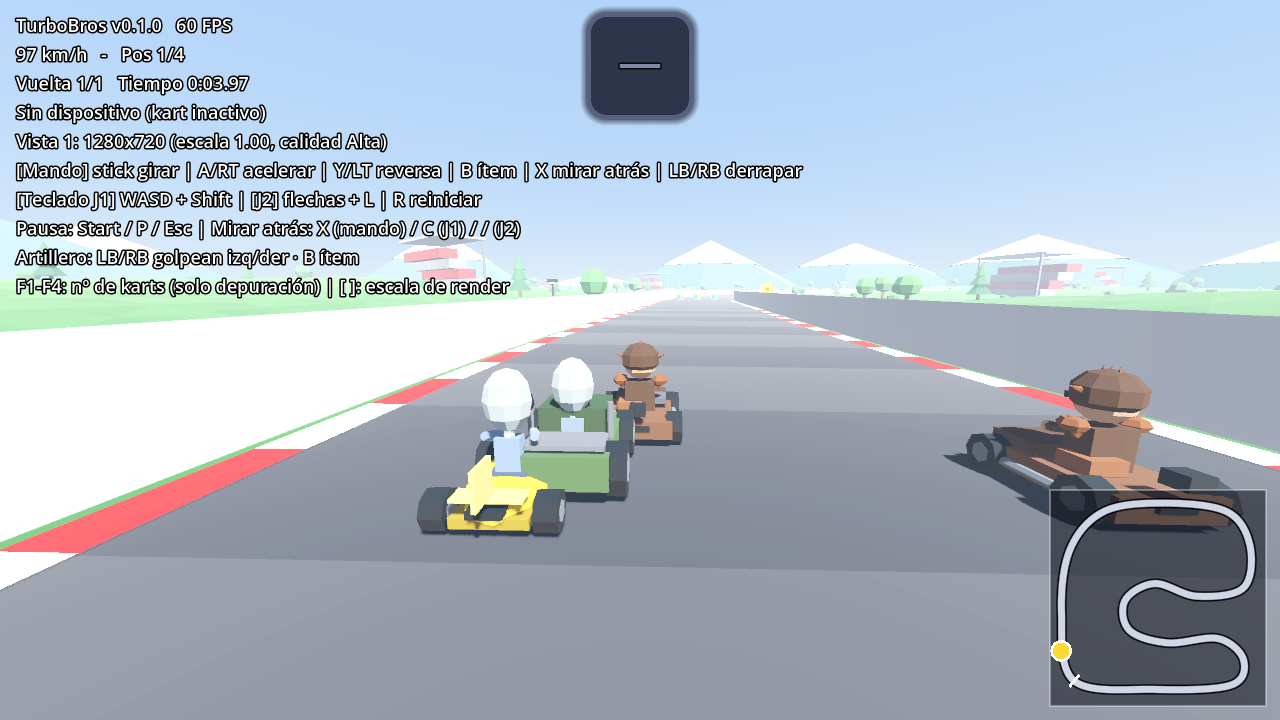 TurboBros v0.1.0   60 FPS
97 km/h  -  Pos 1/4
Vuelta 1/1   Tiempo 0:03.97
Sin dispositivo (kart inactivo)
Vista 1: 1280x720 (escala 1.00, calidad Alta)
[Mando] stick girar | A/RT acelerar | Y/LT reversa | B ítem | X mirar atrás | LB/RB derrapar
[Teclado J1] WASD + Shift | [J2] flechas + L | R reiniciar
Pausa: Start / P / Esc | Mirar atrás: X (mando) / C (J1) / / (J2)
Artillero: LB/RB golpean izq/der · B ítem
F1-F4: nº de karts (solo depuración) | [ ]: escala de render